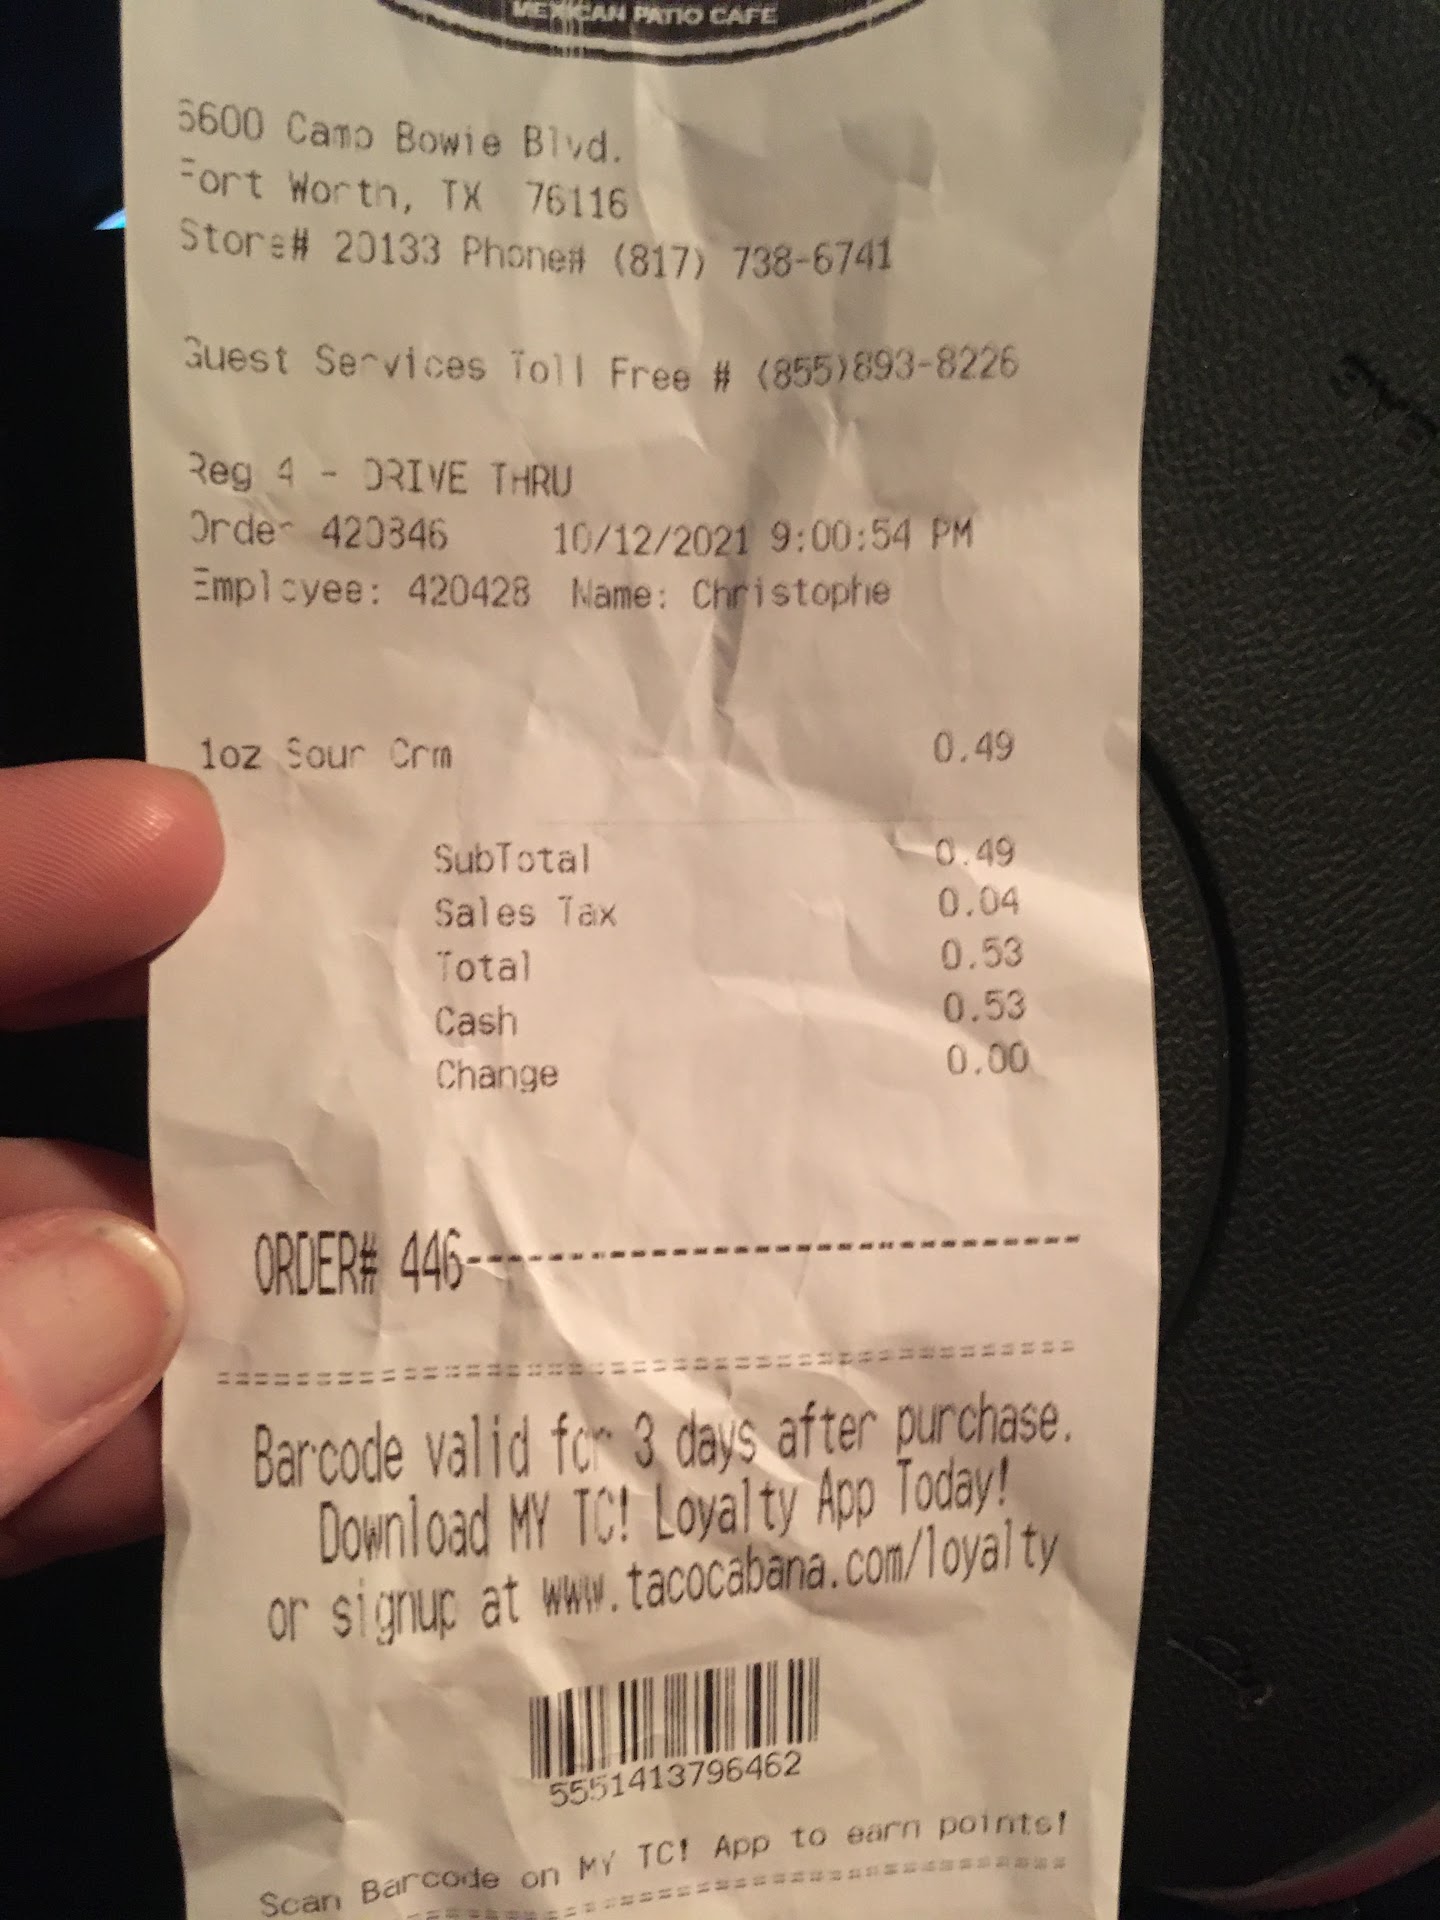 MEXICAN PATIO CAFE
6600 Camp Bowie Blvd.
Fort Worth, TX 76116
Store# 20133 Phone# (817) 738-6741
Guest Services Toll Free # (855)893-8226
Reg 4 - DRIVE THRU
Order 420346 10/12/2021 9:00:54 PM
Employee: 420428 Name: Christophe
1oz Sour Crm 0.49
SubTotal 0.49
Sales Tax 0.04
Total 0.53
Cash 0.53
Change 0.00
ORDER# 446--------------------------------
==========================================
Barcode valid for 3 days after purchase.
Download MY TC! Loyalty App Today!
or signup at www.tacocabana.com/loyalty
5551413796462
Scan Barcode on MY TC! App to earn points!
==========================================